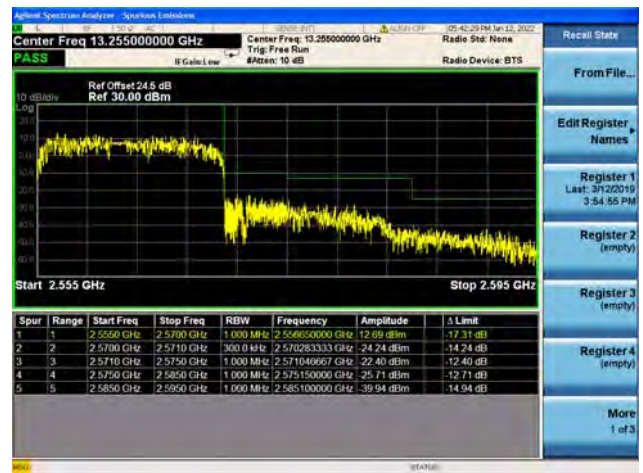 Agilent Spectrum Analyzer - Spurious Emissions
05:42:29 PM Jan 12, 2022
Center Freq 13.255000000 GHz
Center Freq: 13.255000000 GHz
Radio Std: None
Trig: Free Run
PASS
IFGain:Low
#Atten: 10 dB
Radio Device: BTS
Ref Offset 24.5 dB
10 dB/div
Ref 30.00 dBm
Log
Start 2.555 GHz
Stop 2.595 GHz
Spur Range Start Freq Stop Freq RBW Frequency Amplitude Δ Limit
1 1 2.5550 GHz 2.5700 GHz 1.000 MHz 2.556650000 GHz 12.69 dBm -17.31 dB
2 2 2.5700 GHz 2.5710 GHz 300.0 kHz 2.570283333 GHz -24.24 dBm -14.24 dB
3 3 2.5710 GHz 2.5750 GHz 1.000 MHz 2.571046667 GHz -22.40 dBm -12.40 dB
4 4 2.5750 GHz 2.5850 GHz 1.000 MHz 2.575150000 GHz -25.71 dBm -12.71 dB
5 5 2.5850 GHz 2.5950 GHz 1.000 MHz 2.585100000 GHz -39.94 dBm -14.94 dB
MSG
STATUS
Recall State
From File...
Edit Register
Names
Register 1
Last: 3/12/2019
3:54:55 PM
Register 2
(empty)
Register 3
(empty)
Register 4
(empty)
More
1 of 3